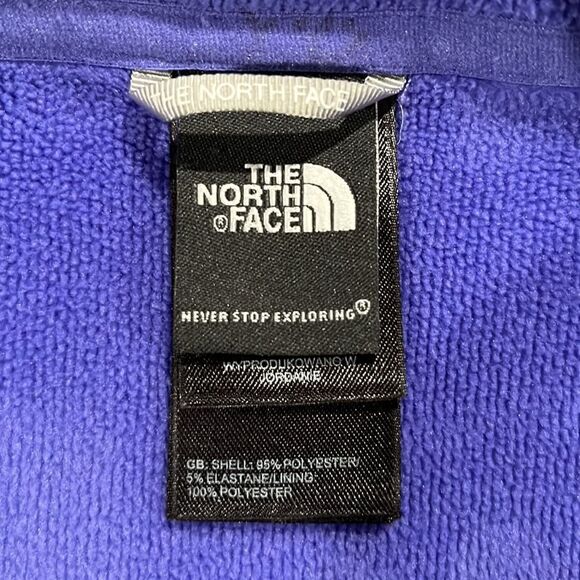 THE NORTH FACE
THE
NORTH
®FACE
NEVER STOP EXPLORING®
WYPRODUKOWANO W
JORDANIE
GB: SHELL: 95% POLYESTER/
5% ELASTANE/LINING:
100% POLYESTER